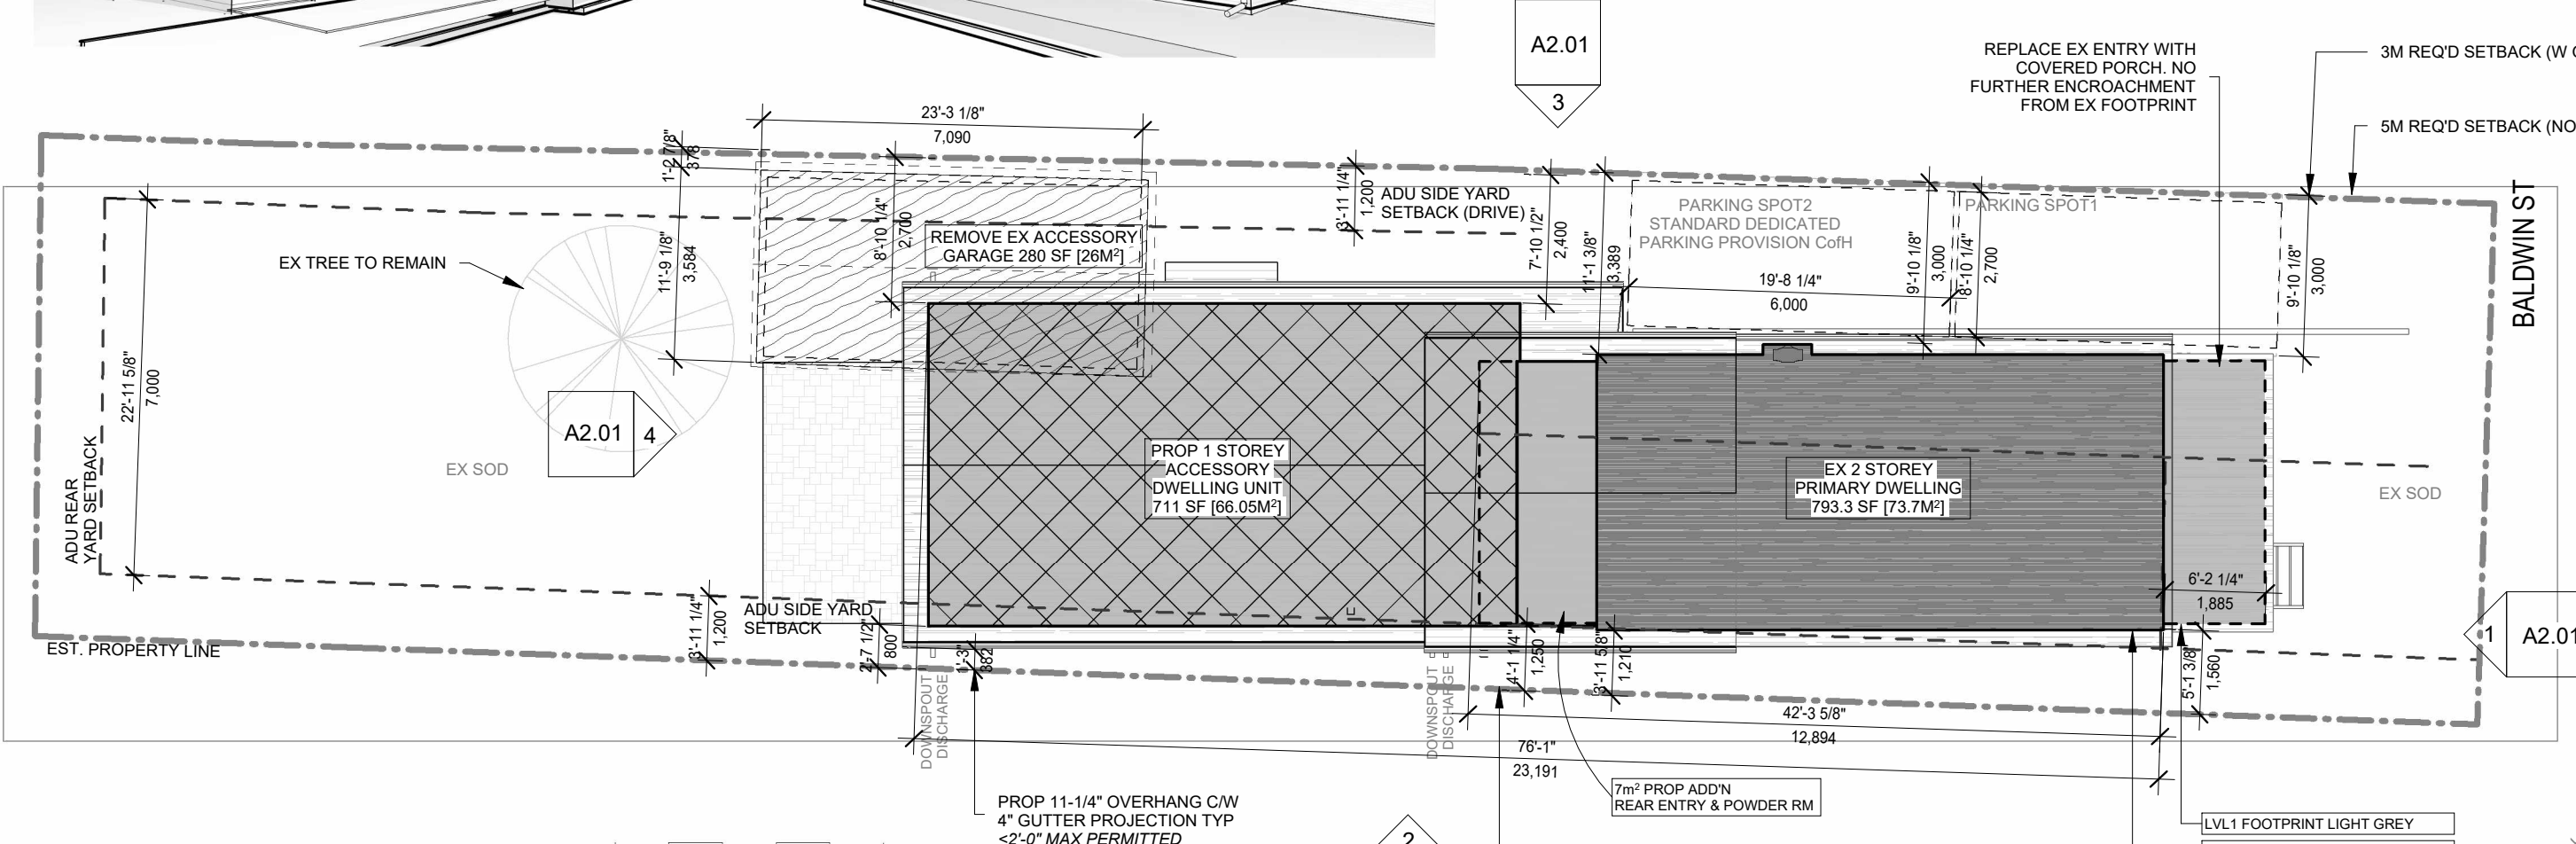 A2.01
3
REPLACE EX ENTRY WITH
COVERED PORCH. NO
FURTHER ENCROACHMENT
FROM EX FOOTPRINT
3M REQ'D SETBACK (W
5M REQ'D SETBACK (NO
23'-3 1/8"
7,090
1'-2 7/8"
378
11'-9 1/8"
3,584
8'-10 1/4"
2,700
REMOVE EX ACCESSORY
GARAGE 280 SF [26M²]
3'-11 1/4"
1,200
ADU SIDE YARD
SETBACK (DRIVE)
7'-10 1/2"
2,400
11'-1 3/8"
3,389
PARKING SPOT2
STANDARD DEDICATED
PARKING PROVISION CofH
PARKING SPOT1
19'-8 1/4"
6,000
9'-10 1/8"
3,000
8'-10 1/4"
2,700
9'-10 1/8"
3,000
BALDWIN ST
EX TREE TO REMAIN
22'-11 5/8"
7,000
ADU REAR
YARD SETBACK
A2.01
4
EX SOD
PROP 1 STOREY
ACCESSORY
DWELLING UNIT
711 SF [66.05M²]
EX 2 STOREY
PRIMARY DWELLING
793.3 SF [73.7M²]
EX SOD
6'-2 1/4"
1,885
EST. PROPERTY LINE
3'-11 1/4"
1,200
ADU SIDE YARD
SETBACK
2'-7 1/2"
800
1'-3"
382
4'-1 1/4"
1,250
3'-11 5/8"
1,210
5'-1 3/8"
1,560
1
A2.01
DOWNSPOUT
DISCHARGE
DOWNSPOUT
DISCHARGE
42'-3 5/8"
12,894
76'-1"
23,191
PROP 11-1/4" OVERHANG C/W
4" GUTTER PROJECTION TYP
<2'-0" MAX PERMITTED
2
7m² PROP ADD'N
REAR ENTRY & POWDER RM
LVL1 FOOTPRINT LIGHT GREY